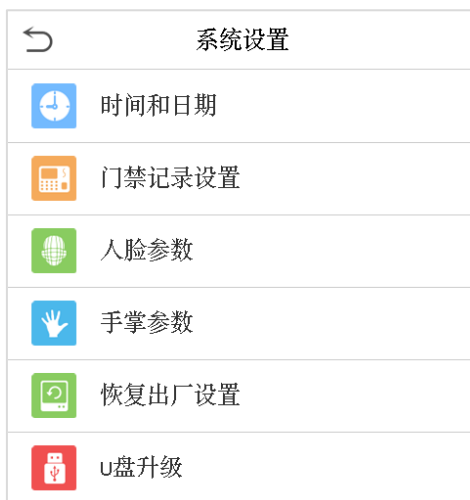 系统设置
时间和日期
门禁记录设置
人脸参数
手掌参数
恢复出厂设置
U盘升级